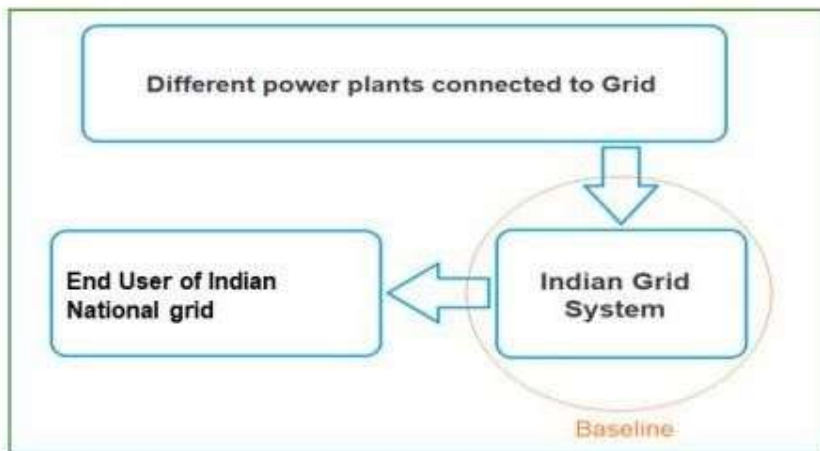 Different power plants connected to Grid
End User of Indian
National grid
Indian Grid
System
Baseline